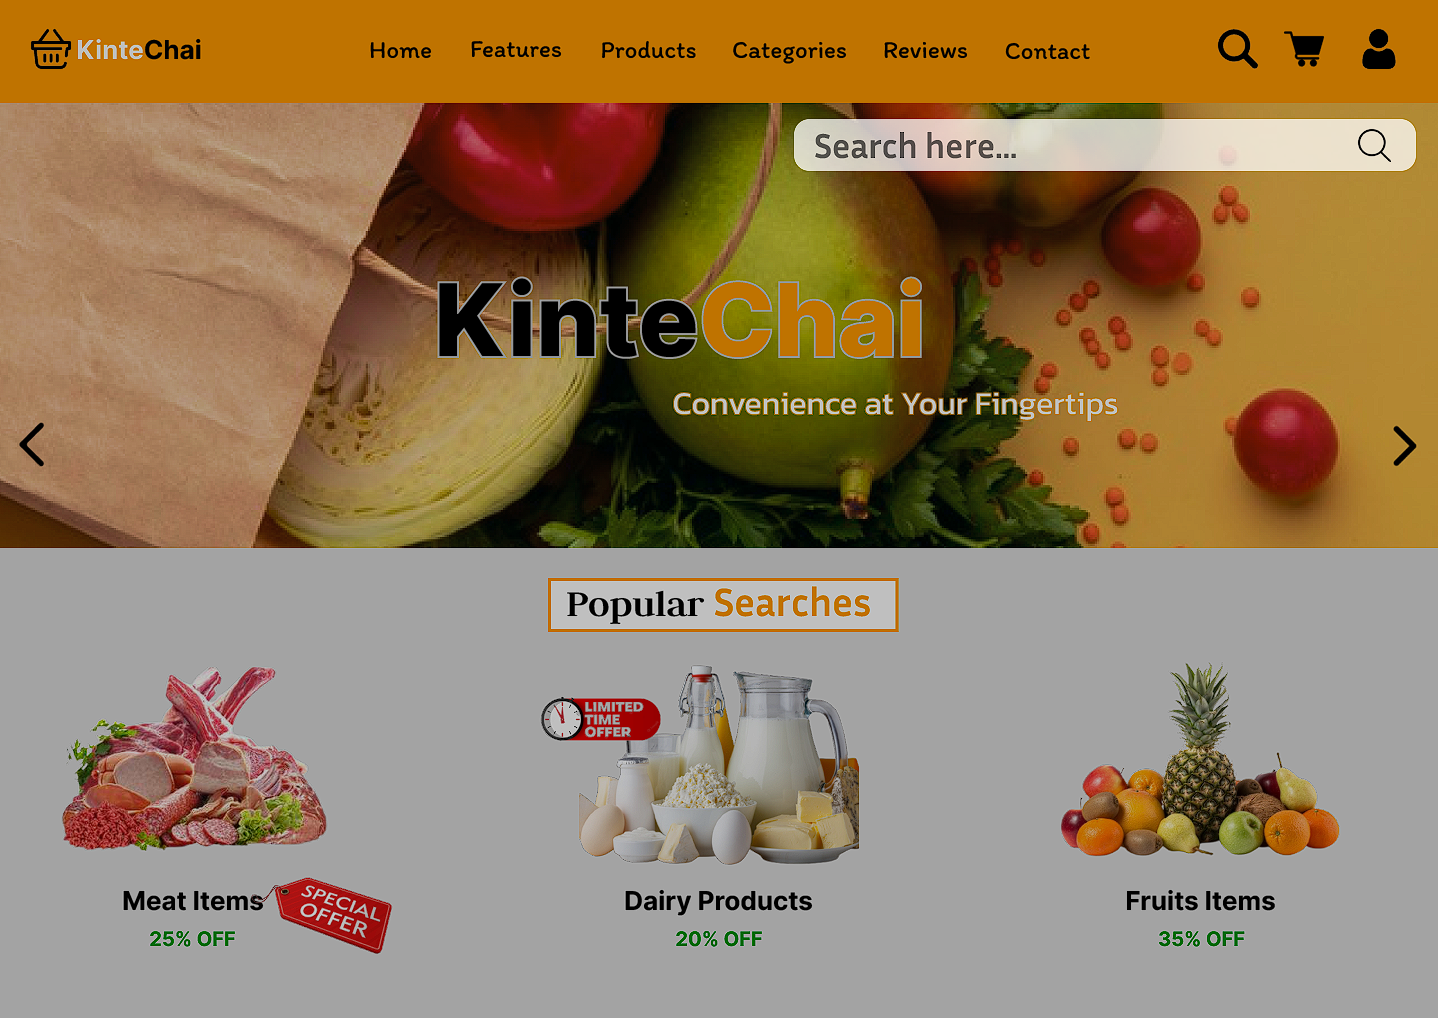 KinteChai
Home Features Products Categories Reviews Contact
Search here...
KinteChai
Convenience at Your Fingertips
Popular Searches
LIMITED
TIME
OFFER
Meat Items
25% OFF
SPECIAL
OFFER
Dairy Products
20% OFF
Fruits Items
35% OFF